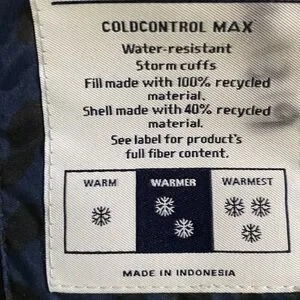 COLDCONTROL MAX
Water-resistant
Storm cuffs
Fill made with 100% recycled
material.
Shell made with 40% recycled
material.
See label for product's
full fiber content.
WARM WARMER WARMEST
MADE IN INDONESIA